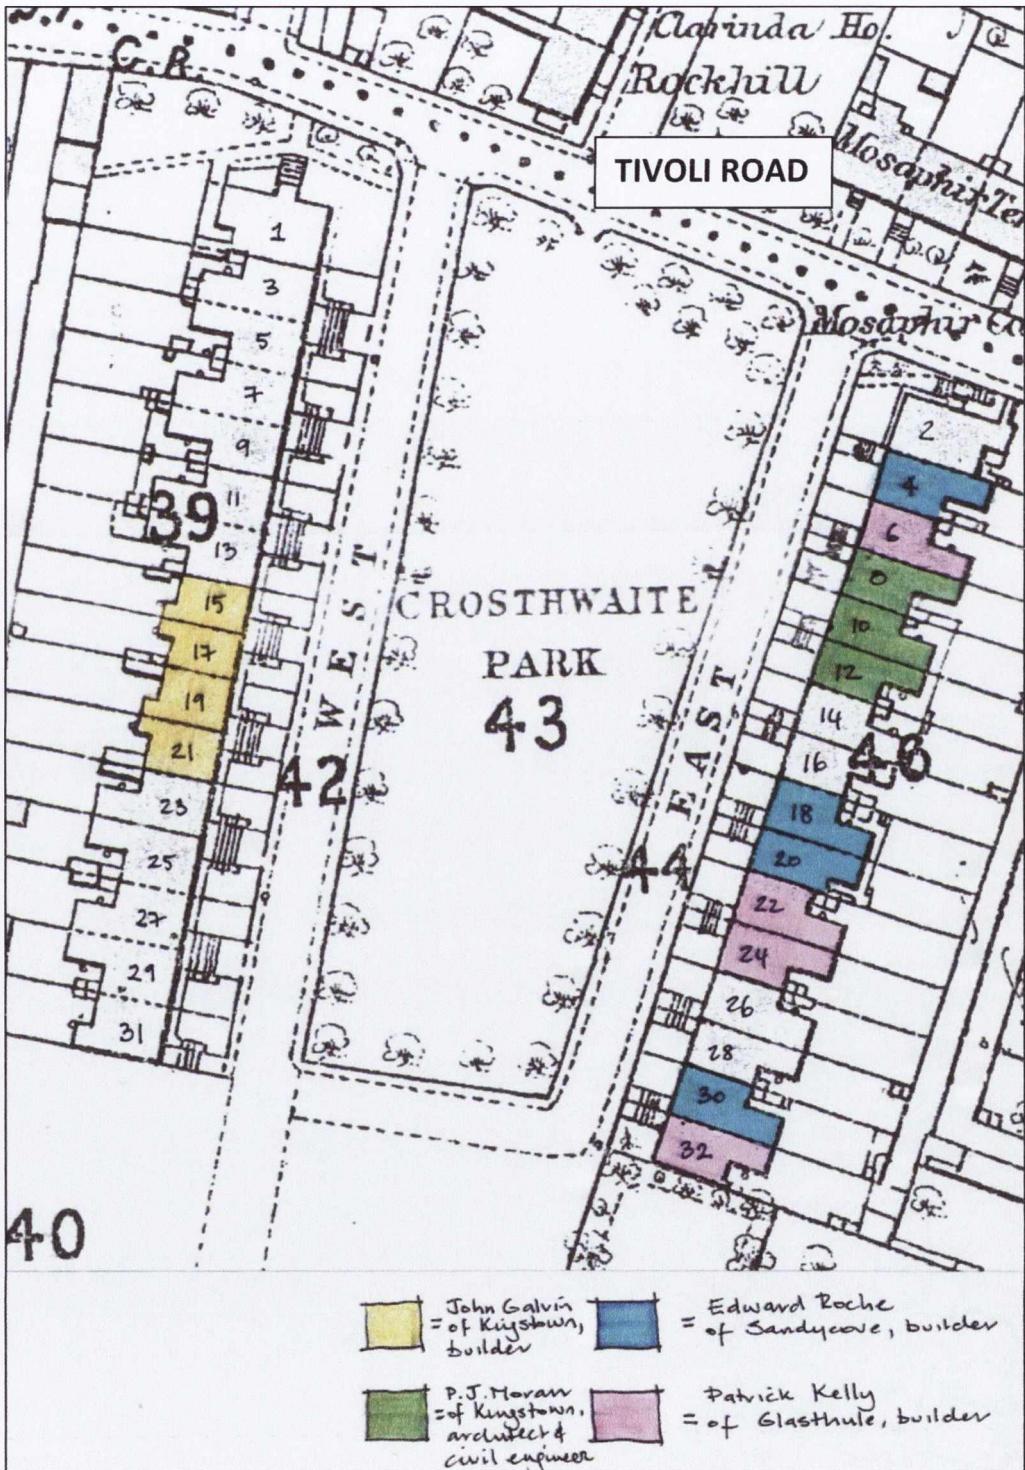 Clarinda Ho.
G.R.
Rockhill
TIVOLI ROAD
Mosaphir Ter
Mosaphir
1
3
5
7
9
11
13
15
17
19
21
23
25
27
29
31
39
42
WEST
CROSTHWAITE
PARK
43
EAST
44
46
40
2
4
6
8
10
12
14
16
18
20
22
24
26
28
30
32
John Galvin
= of Kingstown,
builder
Edward Roche
= of Sandycove, builder
P.J. Moran
= of Kingstown,
architect &
civil engineer
Patrick Kelly
= of Glasthule, builder